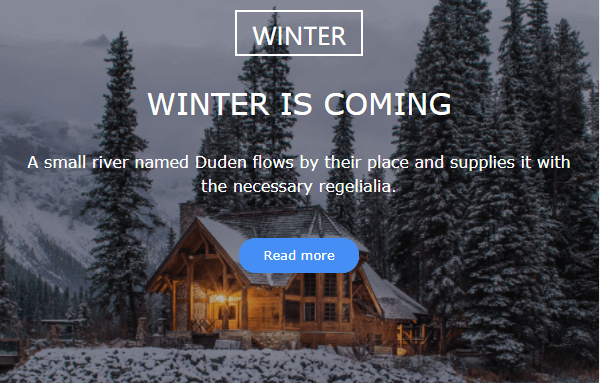 WINTER
WINTER IS COMING
A small river named Duden flows by their place and supplies it with
the necessary regelialia.
Read more